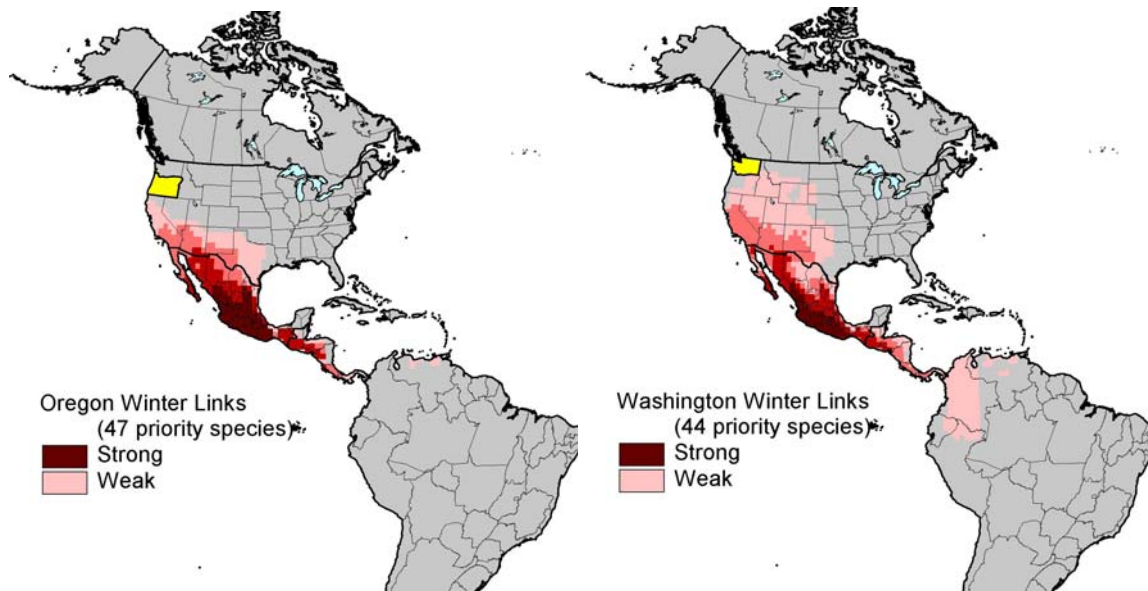 Oregon Winter Links
(47 priority species)
Strong
Weak
Washington Winter Links
(44 priority species)
Strong
Weak